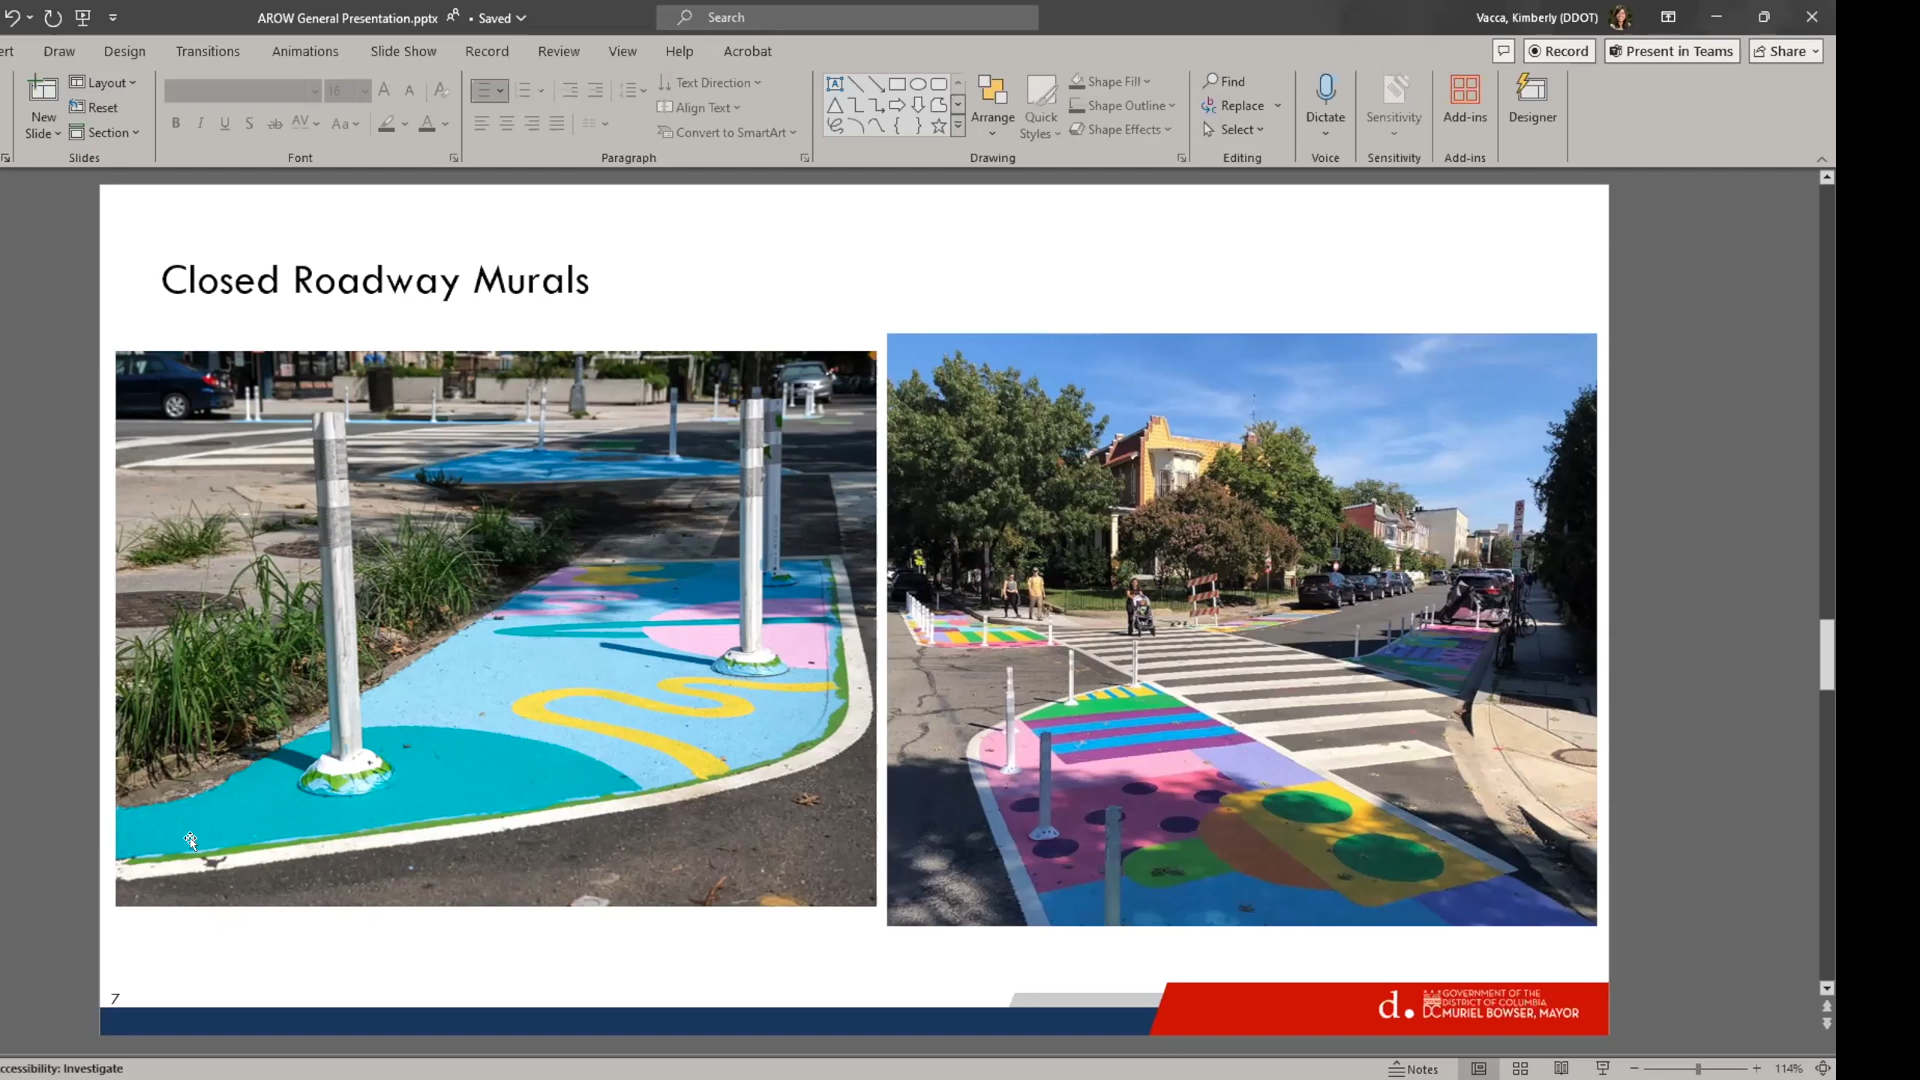 AROW General Presentation.pptx • Saved
Search
Vacca, Kimberly (DDOT)
ert Draw Design Transitions Animations Slide Show Record Review View Help Acrobat
Record Present in Teams Share
New Slide Layout Reset Section
Slides
16
Font
Text Direction
Align Text
Convert to SmartArt
Paragraph
Arrange
Quick Styles
Shape Fill
Shape Outline
Shape Effects
Drawing
Find
Replace
Select
Editing
Dictate
Voice
Sensitivity
Sensitivity
Add-ins
Add-ins
Designer
Closed Roadway Murals
7
d.
GOVERNMENT OF THE
DISTRICT OF COLUMBIA
DC MURIEL BOWSER, MAYOR
ccessibility: Investigate
Notes
114%